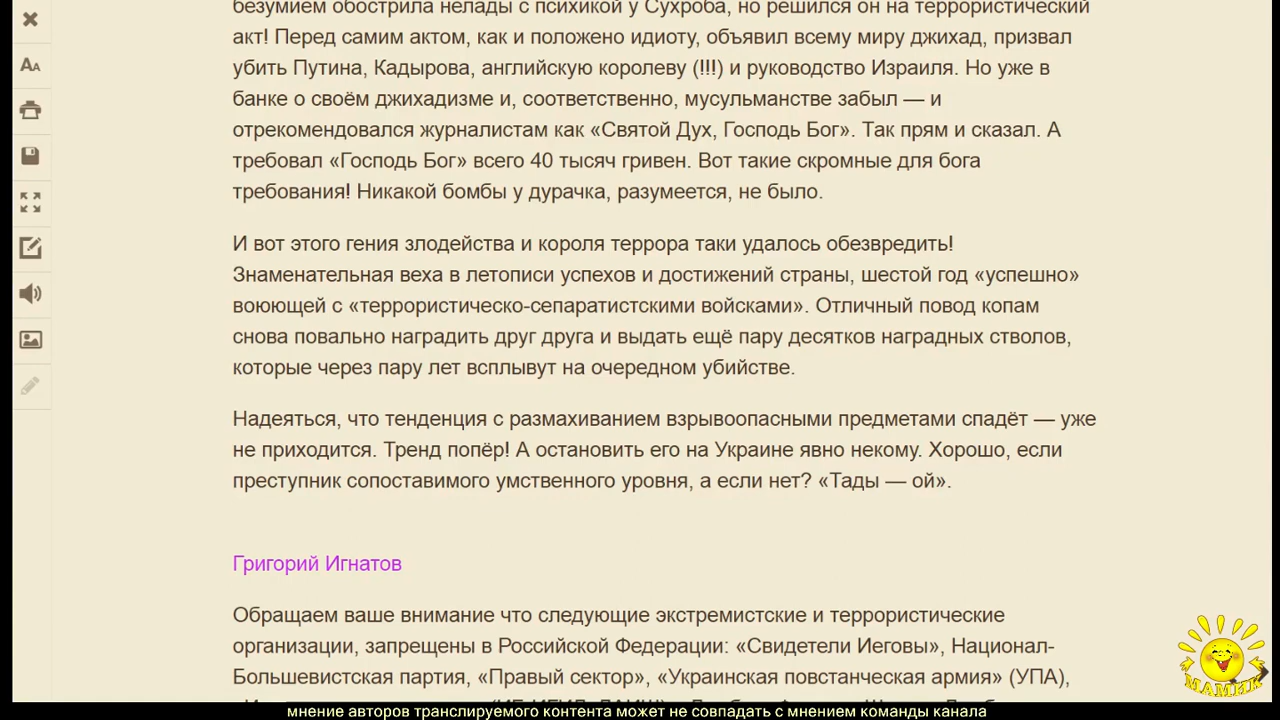 безумием обострила нелады с психикой у Сухроба, но решился он на террористический
акт! Перед самим актом, как и положено идиоту, объявил всему миру джихад, призвал
убить Путина, Кадырова, английскую королеву (!!!) и руководство Израиля. Но уже в
банке о своём джихадизме и, соответственно, мусульманстве забыл — и
отрекомендовался журналистам как «Святой Дух, Господь Бог». Так прям и сказал. А
требовал «Господь Бог» всего 40 тысяч гривен. Вот такие скромные для бога
требования! Никакой бомбы у дурачка, разумеется, не было.
И вот этого гения злодейства и короля террора таки удалось обезвредить!
Знаменательная веха в летописи успехов и достижений страны, шестой год «успешно»
воюющей с «террористическо-сепаратистскими войсками». Отличный повод копам
снова повально наградить друг друга и выдать ещё пару десятков наградных стволов,
которые через пару лет всплывут на очередном убийстве.
Надеяться, что тенденция с размахиванием взрывоопасными предметами спадёт — уже
не приходится. Тренд попёр! А остановить его на Украине явно некому. Хорошо, если
преступник сопоставимого умственного уровня, а если нет? «Тады — ой».
Григорий Игнатов
Обращаем ваше внимание что следующие экстремистские и террористические
организации, запрещены в Российской Федерации: «Свидетели Иеговы», Национал-
Большевистская партия, «Правый сектор», «Украинская повстанческая армия» (УПА),
МАМИК
мнение авторов транслируемого контента может не совпадать с мнением команды канала